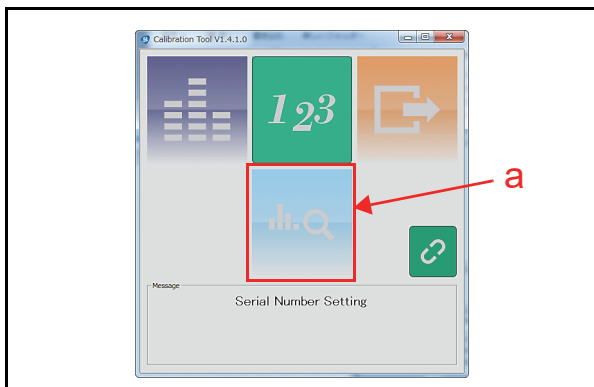 Calibration Tool V1.4.1.0
123
a
Message
Serial Number Setting